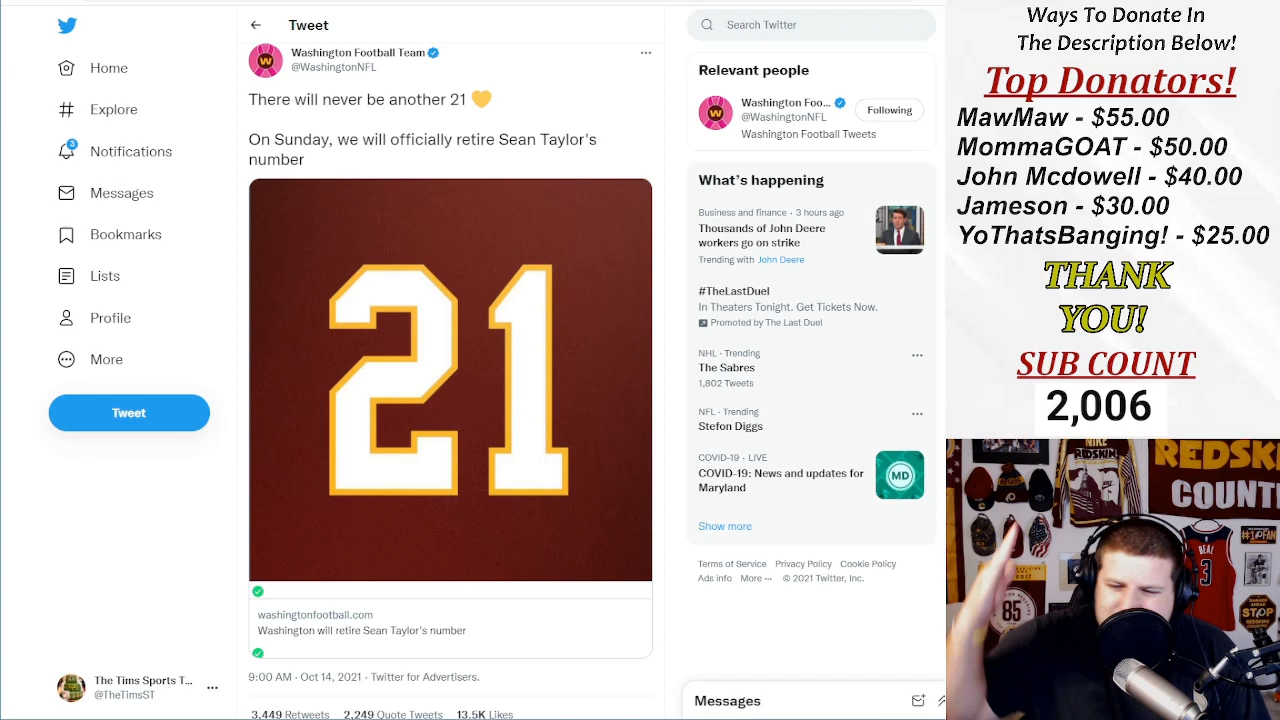 Tweet
Search Twitter
Home
Explore
3
Notifications
Messages
Bookmarks
Lists
Profile
More
Tweet
The Tims Sports T...
@TheTimsST
Washington Football Team
@WashingtonNFL
There will never be another 21 💛
On Sunday, we will officially retire Sean Taylor's
number
21
washingtonfootball.com
Washington will retire Sean Taylor's number
9:00 AM · Oct 14, 2021 · Twitter for Advertisers.
3,449 Retweets 2,249 Quote Tweets 13.5K Likes
Relevant people
Washington Foo...
@WashingtonNFL
Following
Washington Football Tweets
What's happening
Business and finance · 3 hours ago
Thousands of John Deere
workers go on strike
Trending with John Deere
#TheLastDuel
In Theaters Tonight. Get Tickets Now.
Promoted by The Last Duel
NHL · Trending
The Sabres
1,802 Tweets
NFL · Trending
Stefon Diggs
COVID-19 · LIVE
COVID-19: News and updates for
Maryland
MD
Show more
Terms of Service Privacy Policy Cookie Policy
Ads info More ··· © 2021 Twitter, Inc.
Messages
Ways To Donate In
The Description Below!
Top Donators!
MawMaw - $55.00
MommaGOAT - $50.00
John Mcdowell - $40.00
Jameson - $30.00
YoThatsBanging! - $25.00
THANK
YOU!
SUB COUNT
2,006
NIKE
REDSKINS
REDSKI
COUNT
85
BEAL
3
STOP